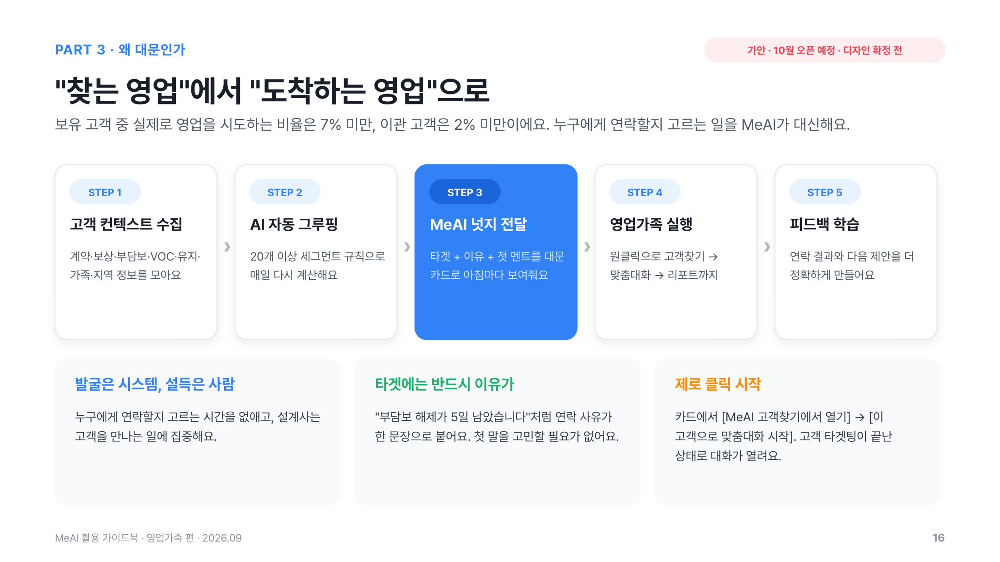 PART 3 · 왜 대문인가
가안 · 10월 오픈 예정 · 디자인 확정 전
"찾는 영업"에서 "도착하는 영업"으로
보유 고객 중 실제로 영업을 시도하는 비율은 7% 미만, 이관 고객은 2% 미만이에요. 누구에게 연락할지 고르는 일을 MeAI가 대신해요.
STEP 1
고객 컨텍스트 수집
계약·보상·부담보·VOC·유지·
가족·지역 정보를 모아요
›
STEP 2
AI 자동 그루핑
20개 이상 세그먼트 규칙으로
매일 다시 계산해요
›
STEP 3
MeAI 넛지 전달
타겟 + 이유 + 첫 멘트를 대문
카드로 아침마다 보여줘요
›
STEP 4
영업가족 실행
원클릭으로 고객찾기 →
맞춤대화 → 리포트까지
›
STEP 5
피드백 학습
연락 결과와 다음 제안을 더
정확하게 만들어요
발굴은 시스템, 설득은 사람
누구에게 연락할지 고르는 시간을 없애고, 설계사는
고객을 만나는 일에 집중해요.
타겟에는 반드시 이유가
"부담보 해제가 5일 남았습니다"처럼 연락 사유가
한 문장으로 붙어요. 첫 말을 고민할 필요가 없어요.
제로 클릭 시작
카드에서 [MeAI 고객찾기에서 열기] → [이
고객으로 맞춤대화 시작]. 고객 타겟팅이 끝난
상태로 대화가 열려요.
MeAI 활용 가이드북 · 영업가족 편 · 2026.09
16